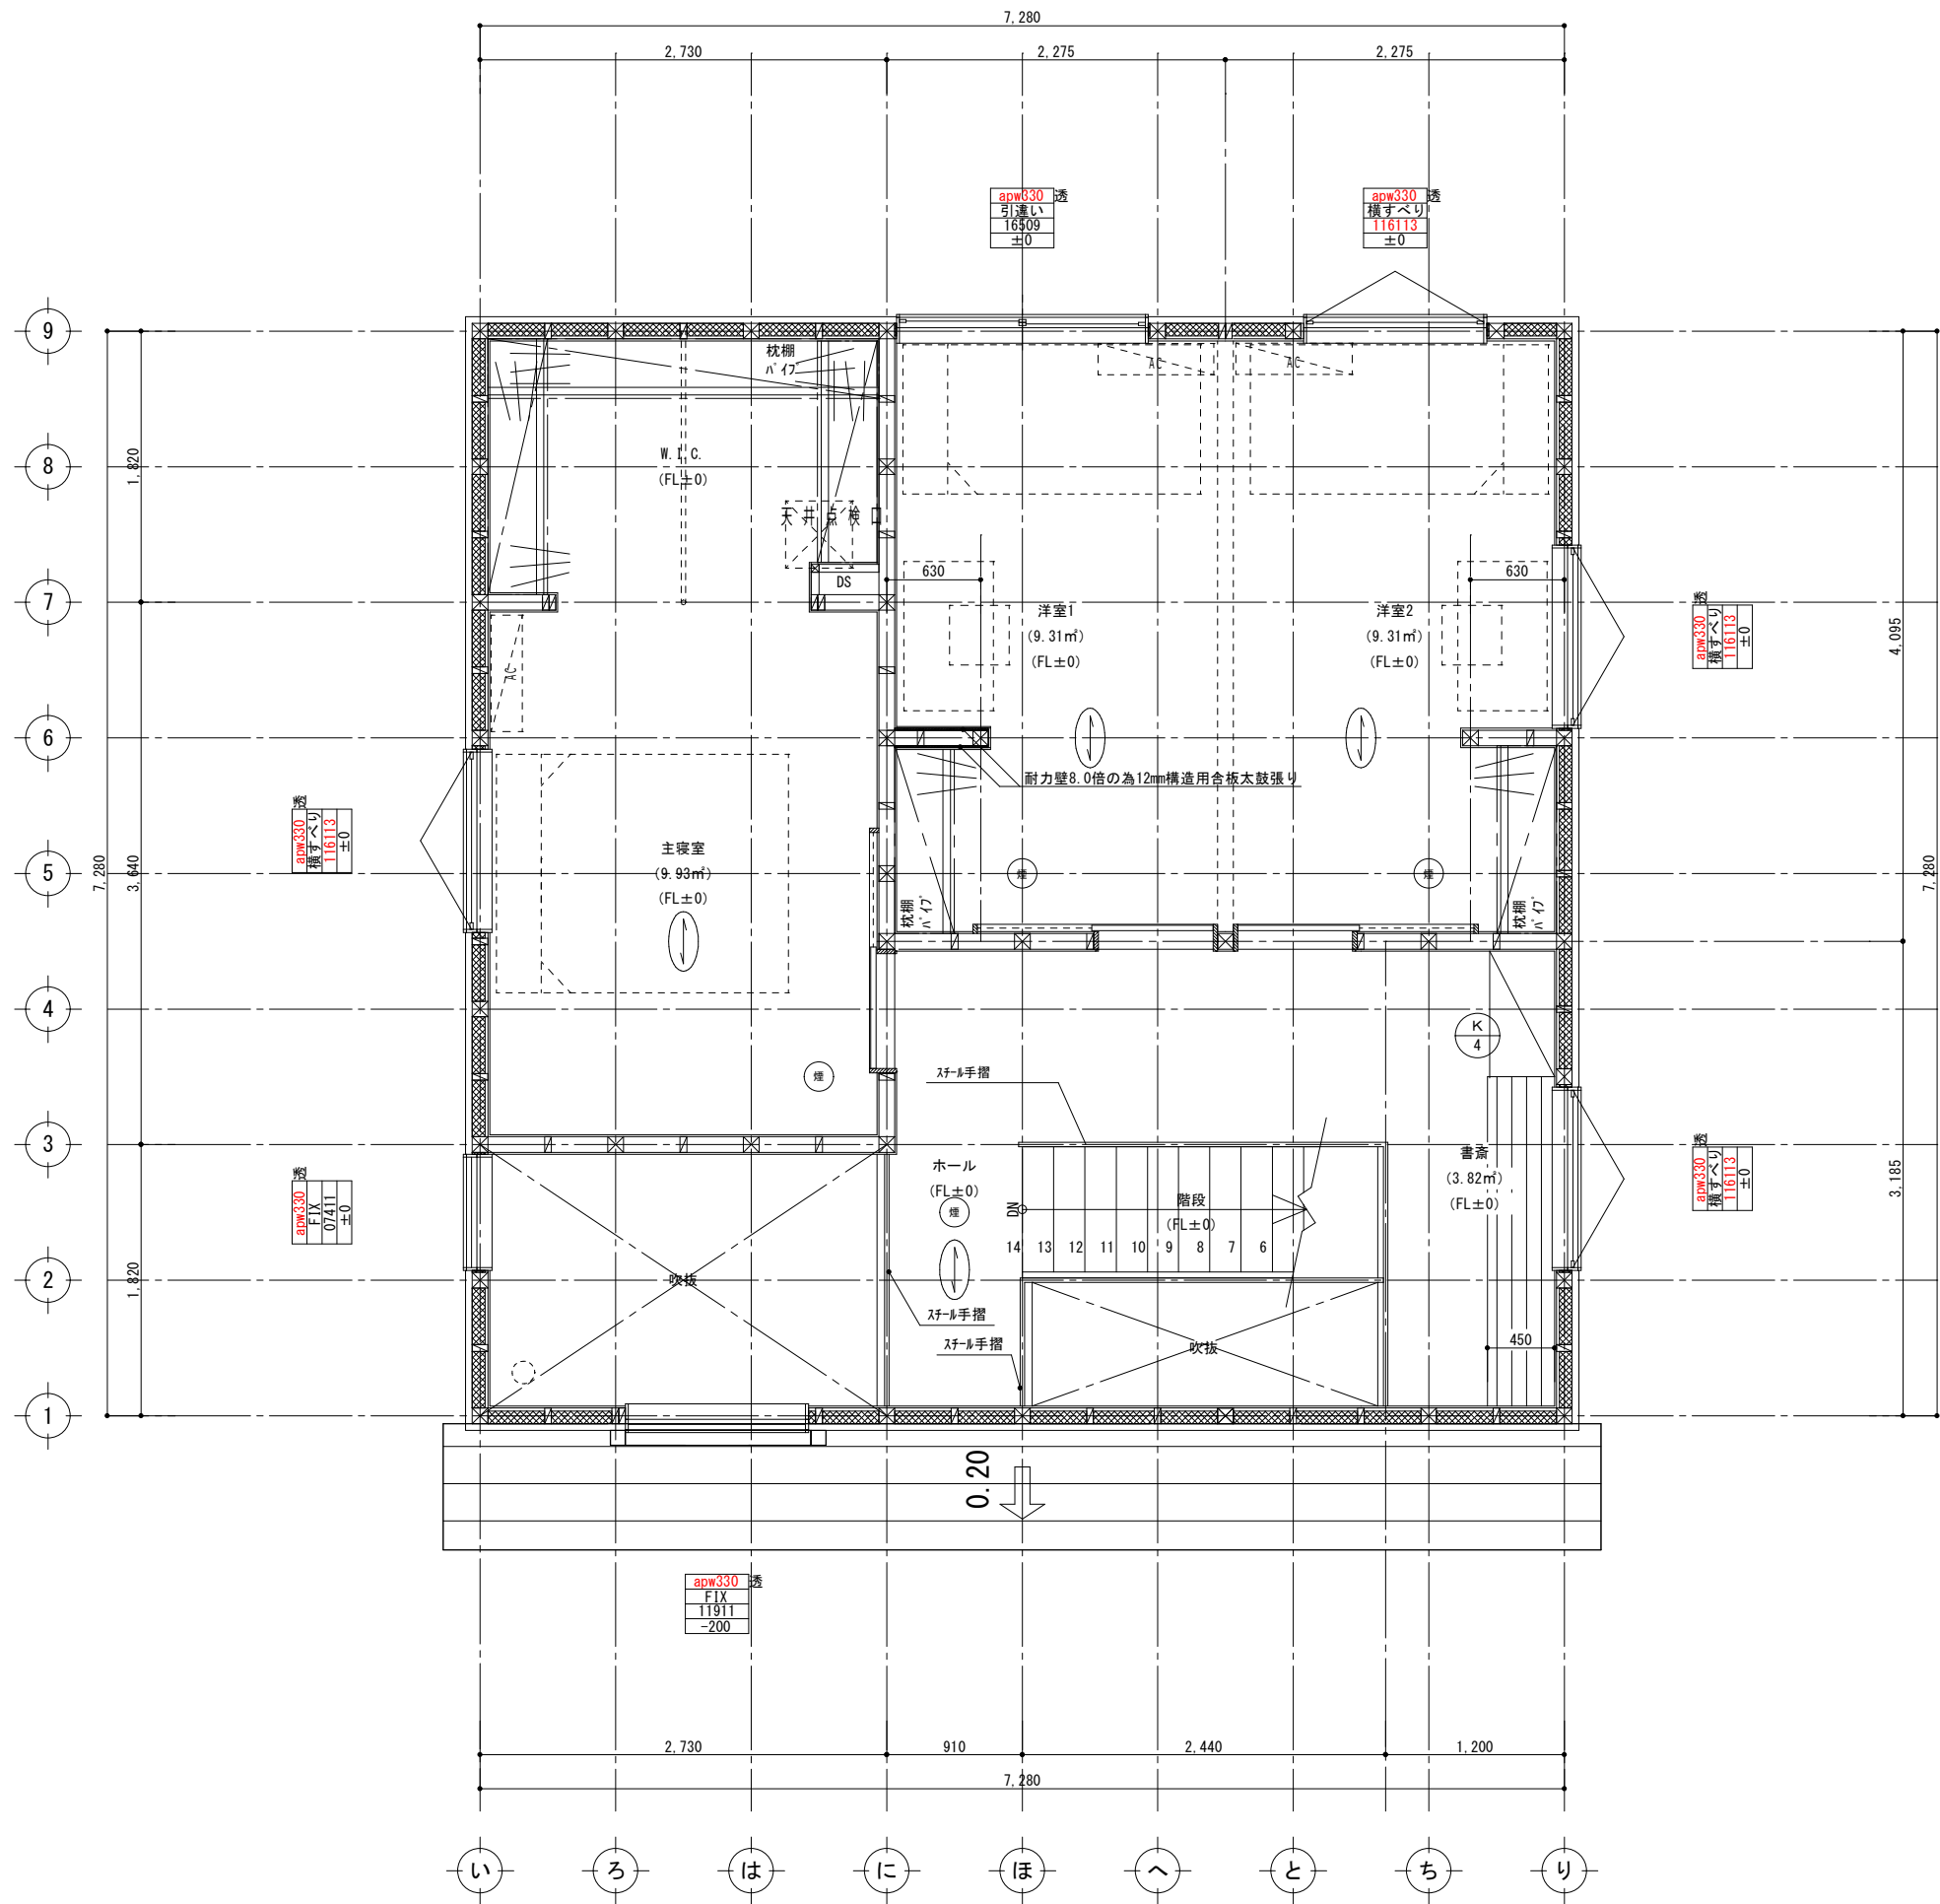 7,280
2,730
2,275
2,275
apw330 透
引違い
16509
±0
apw330 透
横すべり
116113
±0
9
8
7
6
5
4
3
2
1
1,820
3,640
1,820
7,280
4,095
3,185
7,280
枕棚
パイプ
AC
AC
W.I.C.
(FL±0)
天井点検口
DS
630
630
洋室1
(9.31㎡)
(FL±0)
洋室2
(9.31㎡)
(FL±0)
apw330 透
横すべり
116113
±0
AC
耐力壁8.0倍の為12mm構造用合板太鼓張り
apw330 透
横すべり
116113
±0
主寝室
(9.93㎡)
(FL±0)
煙
煙
枕棚
パイプ
枕棚
パイプ
K
4
煙
スチール手摺
apw330 透
FIX
07411
±0
ホール
(FL±0)
煙
DN
階段
(FL±0)
14 13 12 11 10 9 8 7 6
書斎
(3.82㎡)
(FL±0)
apw330 透
横すべり
116113
±0
吹抜
スチール手摺
スチール手摺
吹抜
450
0.20
apw330 透
FIX
11911
-200
2,730
910
2,440
1,200
7,280
い
ろ
は
に
ほ
へ
と
ち
り